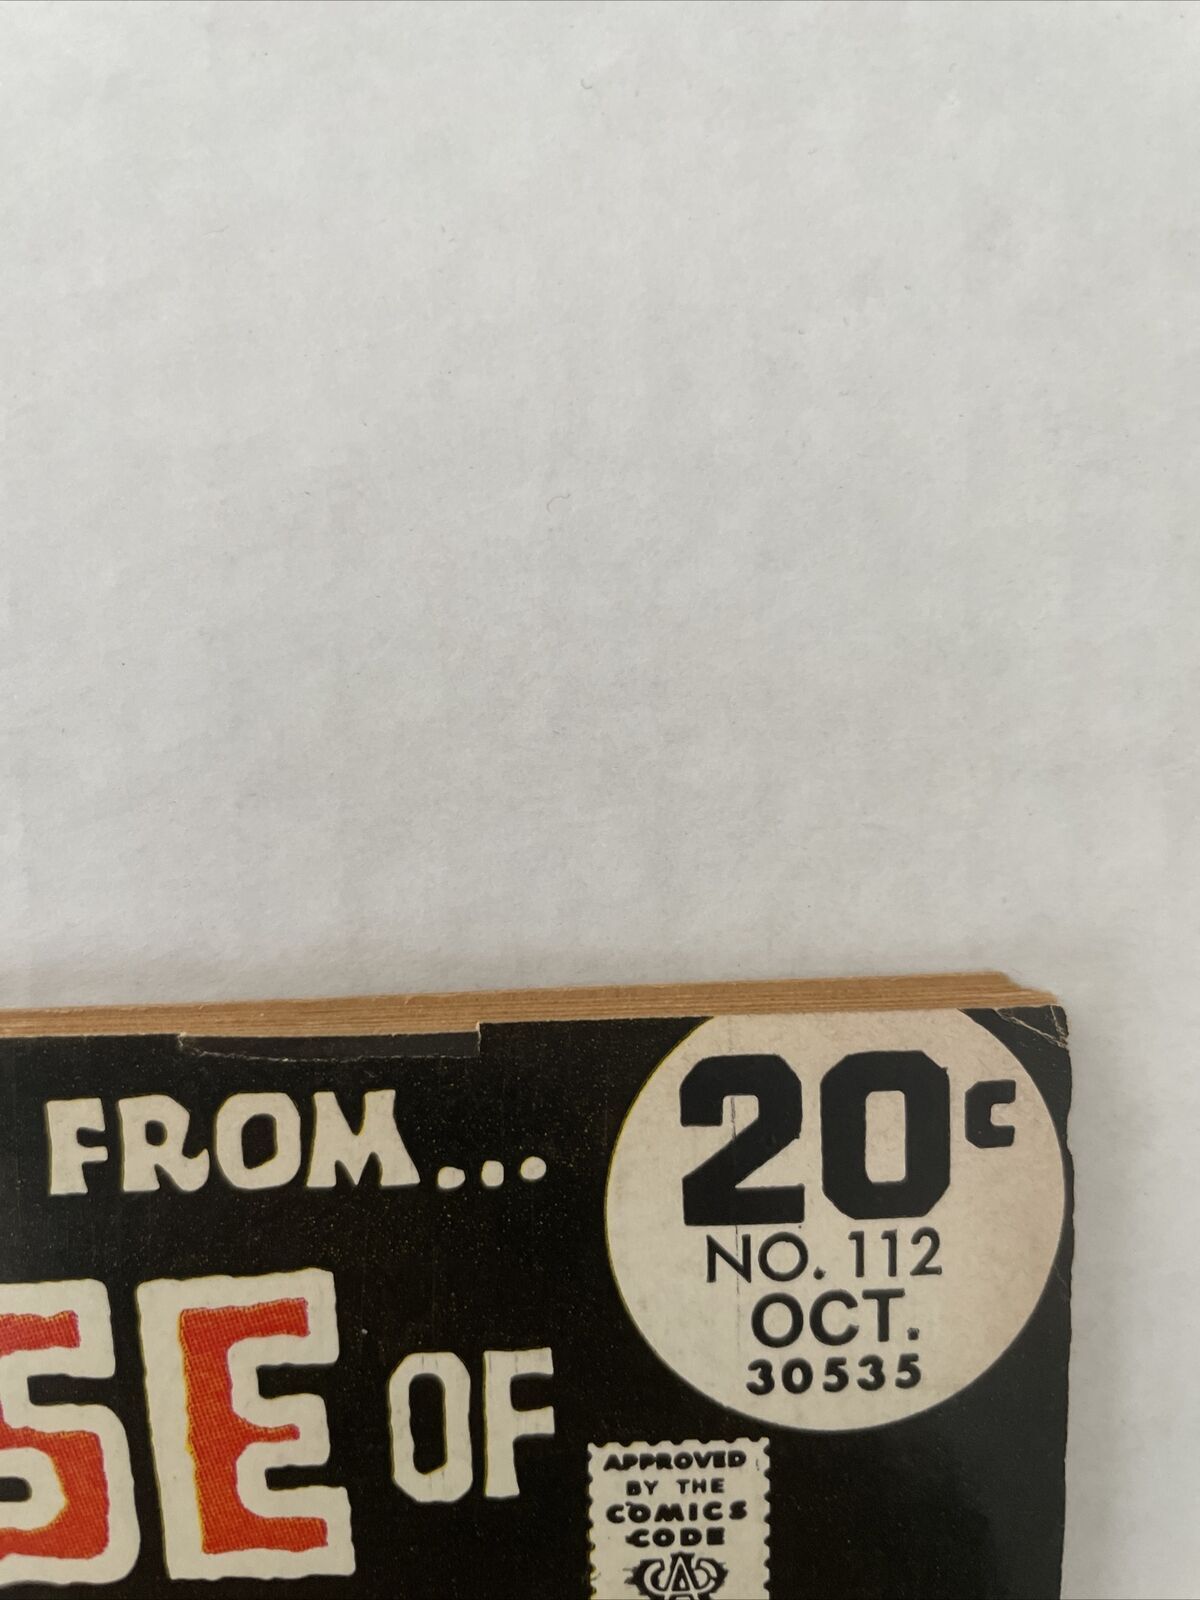 FROM...
20¢
NO. 112
OCT.
30535
SE OF
APPROVED
BY THE
COMICS
CODE